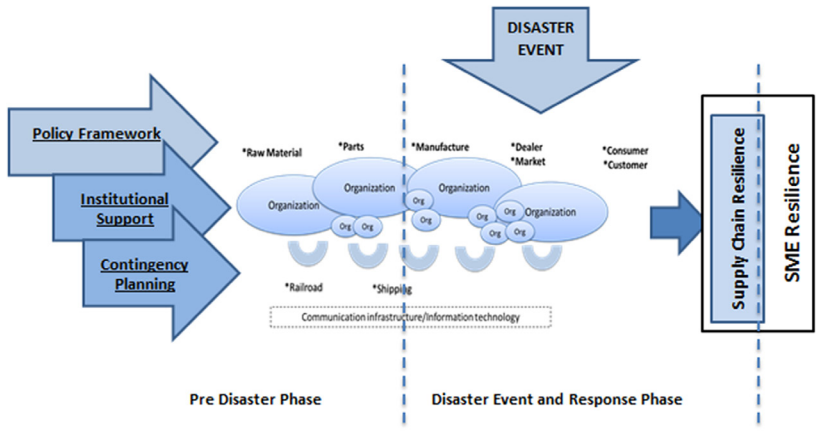 DISASTER
EVENT
Policy Framework
Institutional
Support
Contingency
Planning
*Raw Material
*Parts
*Manufacture
*Dealer
*Market
*Consumer
*Customer
Organization
Organization
Organization
Organization
Org
Org
Org
Org
Org
Org
Org
Org
*Railroad
*Shipping
Communication infrastructure/Information technology
Supply Chain Resilience
SME Resilience
Pre Disaster Phase
Disaster Event and Response Phase